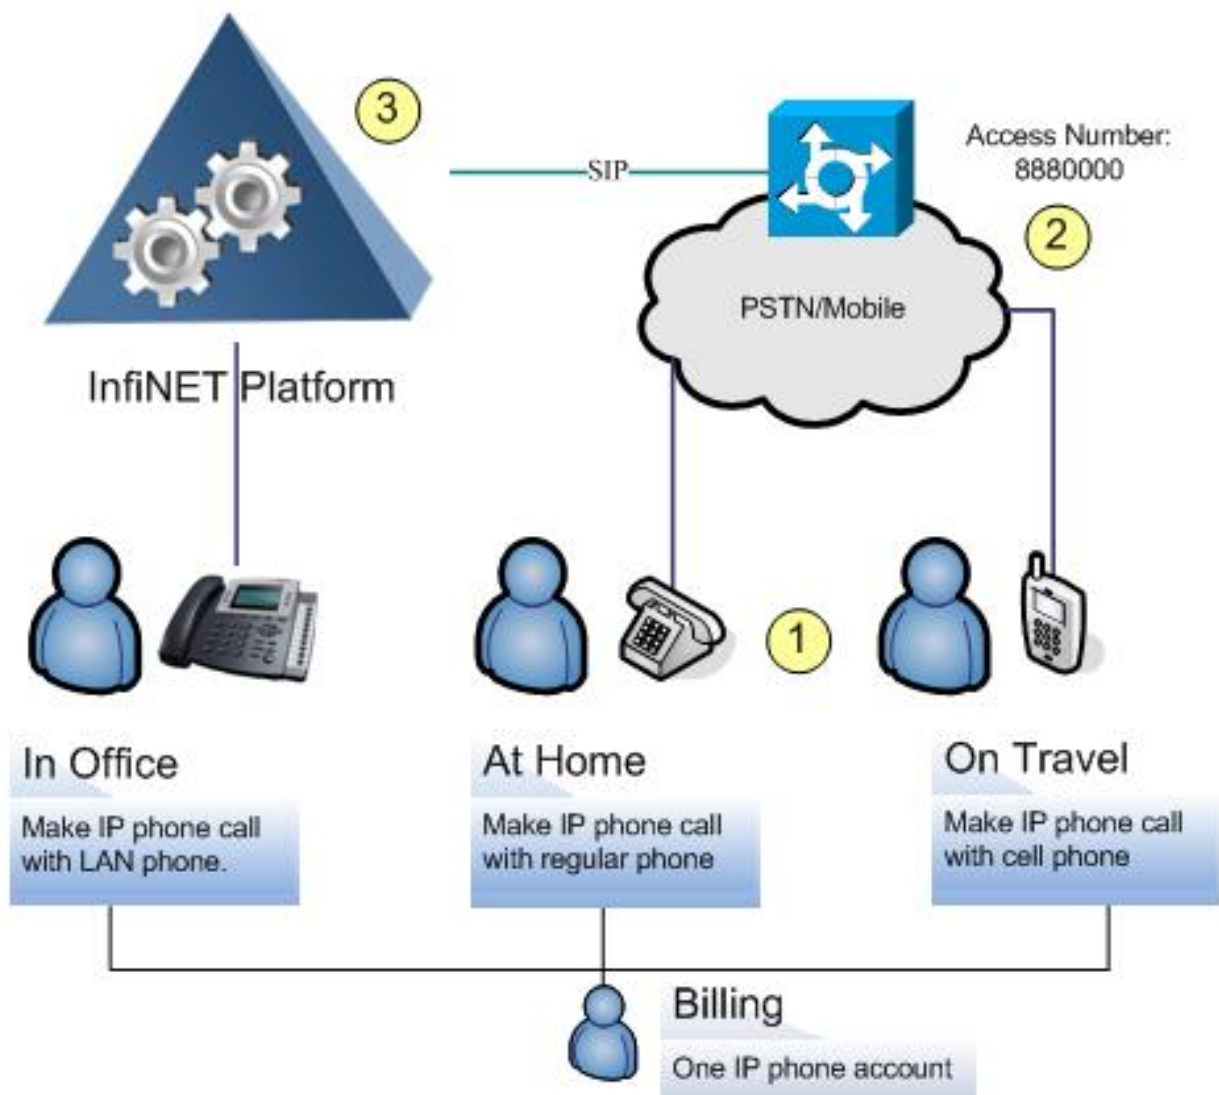 3
SIP
Access Number:
8880000
2
PSTN/Mobile
InfiNET Platform
1
In Office
Make IP phone call
with LAN phone.
At Home
Make IP phone call
with regular phone
On Travel
Make IP phone call
with cell phone
Billing
One IP phone account